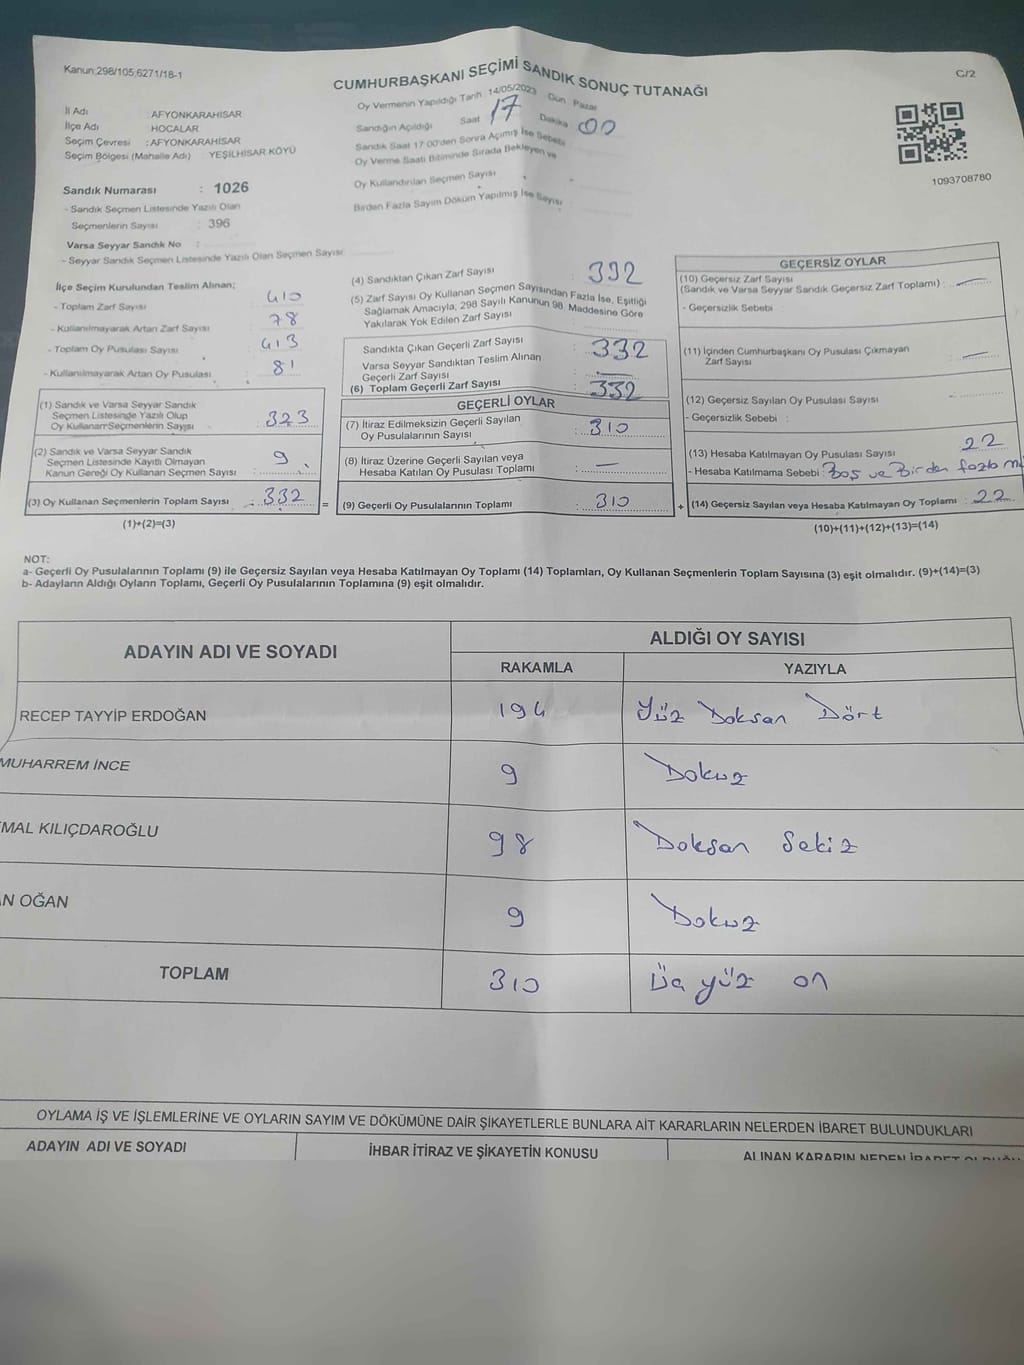 Kanun:298/105,6271/18-1
C/2
CUMHURBAŞKANI SEÇİMİ SANDIK SONUÇ TUTANAĞI
İl Adı : AFYONKARAHİSAR
İlçe Adı HOCALAR
Seçim Çevresi :AFYONKARAHİSAR
Seçim Bölgesi (Mahalle Adı) YEŞİLHİSAR KÖYÜ
Oy Vermenin Yapıldığı Tarih 14/05/2023 Gün Pazar
Sandığın Açıldığı Saat 17 Dakika 00
Sandık Saat 17.00'den Sonra Açımış İse Sebebi
Oy Verme Saati Bitiminde Sırada Bekleyen ve
Oy Kullandırılan Seçmen Sayısı
Birden Fazla Sayım Döküm Yapılmış İse Sayısı
1093708780
Sandık Numarası : 1026
- Sandık Seçmen Listesinde Yazılı Olan
Seçmenlerin Sayısı : 396
Varsa Seyyar Sandık No :
- Seyyar Sandık Seçmen Listesinde Yazılı Olan Seçmen Sayısı:
İlçe Seçim Kurulundan Teslim Alınan;
- Toplam Zarf Sayısı : 410
- Kullanılmayarak Artan Zarf Sayısı : 78
- Toplam Oy Pusulası Sayısı : 413
- Kullanılmayarak Artan Oy Pusulası : 81
(1) Sandık ve Varsa Seyyar Sandık
Seçmen Listesinde Yazılı Olup
Oy Kullanan Seçmenlerin Sayısı : 323
(2) Sandık ve Varsa Seyyar Sandık
Seçmen Listesinde Kayıtlı Olmayan
Kanun Gereği Oy Kullanan Seçmen Sayısı : 9
(3) Oy Kullanan Seçmenlerin Toplam Sayısı : 332 =
(1)+(2)=(3)
(4) Sandıktan Çıkan Zarf Sayısı : 332
(5) Zarf Sayısı Oy Kullanan Seçmen Sayısından Fazla İse, Eşitliği
Sağlamak Amacıyla, 298 Sayılı Kanunun 98. Maddesine Göre
Yakılarak Yok Edilen Zarf Sayısı :
Sandıkta Çıkan Geçerli Zarf Sayısı : 332
Varsa Seyyar Sandıktan Teslim Alınan
Geçerli Zarf Sayısı : —
(6) Toplam Geçerli Zarf Sayısı : 332
GEÇERLİ OYLAR
(7) İtiraz Edilmeksizin Geçerli Sayılan
Oy Pusulalarının Sayısı : 310
(8) İtiraz Üzerine Geçerli Sayılan veya
Hesaba Katılan Oy Pusulası Toplamı : —
(9) Geçerli Oy Pusulalarının Toplamı : 310 +
GEÇERSİZ OYLAR
(10) Geçersiz Zarf Sayısı
(Sandık ve Varsa Seyyar Sandık Geçersiz Zarf Toplamı) : —
- Geçersizlik Sebebi :
(11) İçinden Cumhurbaşkanı Oy Pusulası Çıkmayan
Zarf Sayısı : —
(12) Geçersiz Sayılan Oy Pusulası Sayısı :
- Geçersizlik Sebebi :
(13) Hesaba Katılmayan Oy Pusulası Sayısı 22
- Hesaba Katılmama Sebebi : Boş ve Birden fazla m
(14) Geçersiz Sayılan veya Hesaba Katılmayan Oy Toplamı : 22
(10)+(11)+(12)+(13)=(14)
NOT:
a- Geçerli Oy Pusulalarının Toplamı (9) ile Geçersiz Sayılan veya Hesaba Katılmayan Oy Toplamı (14) Toplamları, Oy Kullanan Seçmenlerin Toplam Sayısına (3) eşit olmalıdır. (9)+(14)=(3)
b- Adayların Aldığı Oyların Toplamı, Geçerli Oy Pusulalarının Toplamına (9) eşit olmalıdır.
ADAYIN ADI VE SOYADI
ALDIĞI OY SAYISI
RAKAMLA YAZIYLA
RECEP TAYYİP ERDOĞAN 194 Yüz Doksan Dört
MUHARREM İNCE 9 Dokuz
MAL KILIÇDAROĞLU 98 Doksan Sekiz
N OĞAN 9 Dokuz
TOPLAM 310 Üç yüz on
OYLAMA İŞ VE İŞLEMLERİNE VE OYLARIN SAYIM VE DÖKÜMÜNE DAİR ŞİKAYETLERLE BUNLARA AİT KARARLARIN NELERDEN İBARET BULUNDUKLARI
ADAYIN ADI VE SOYADI İHBAR İTİRAZ VE ŞİKAYETİN KONUSU ALINAN KARARIN NEDEN İBARET OLDUĞU